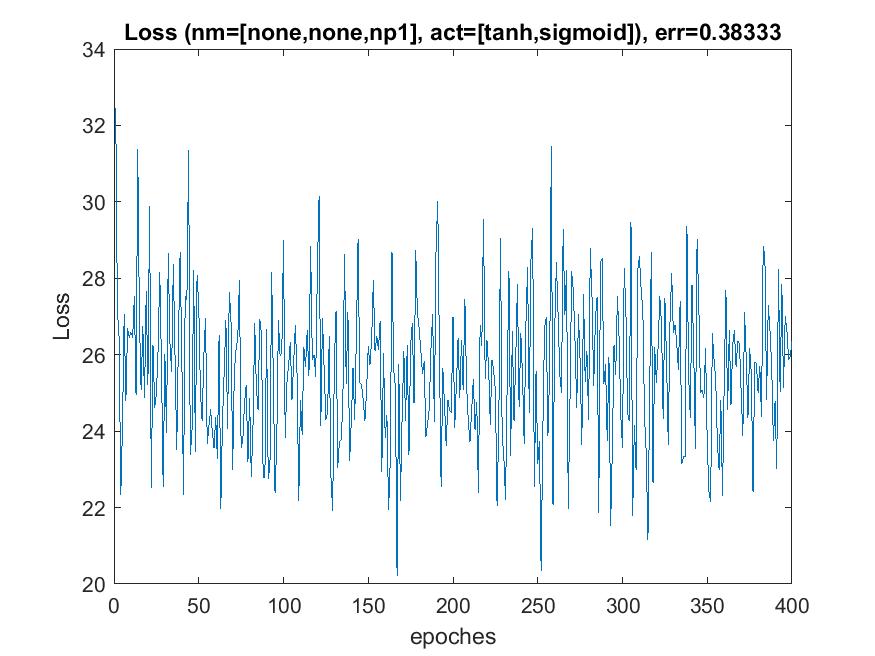 Loss (nm=[none,none,np1], act=[tanh,sigmoid]), err=0.38333
34
32
30
28
26
24
22
20
Loss
0 50 100 150 200 250 300 350 400
epoches